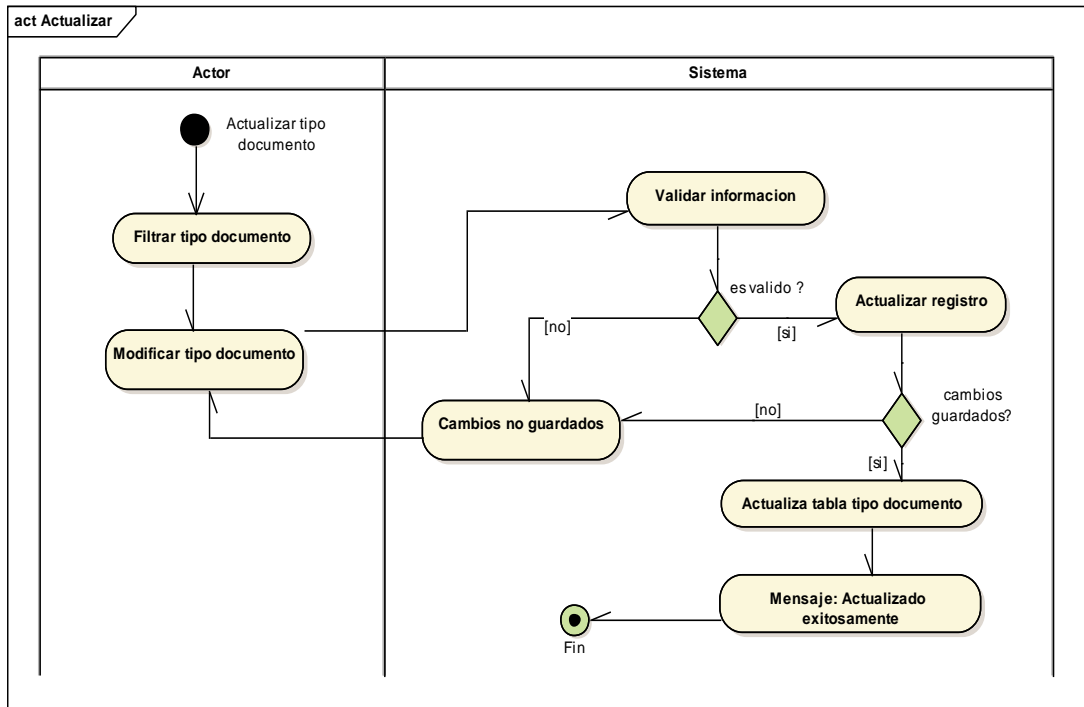 act Actualizar
Actor
Sistema
Actualizar tipo
documento
Filtrar tipo documento
Modificar tipo documento
Validar informacion
es valido ?
[no]
[si]
Actualizar registro
Cambios no guardados
[no]
cambios
guardados?
[si]
Actualiza tabla tipo documento
Mensaje: Actualizado
exitosamente
Fin